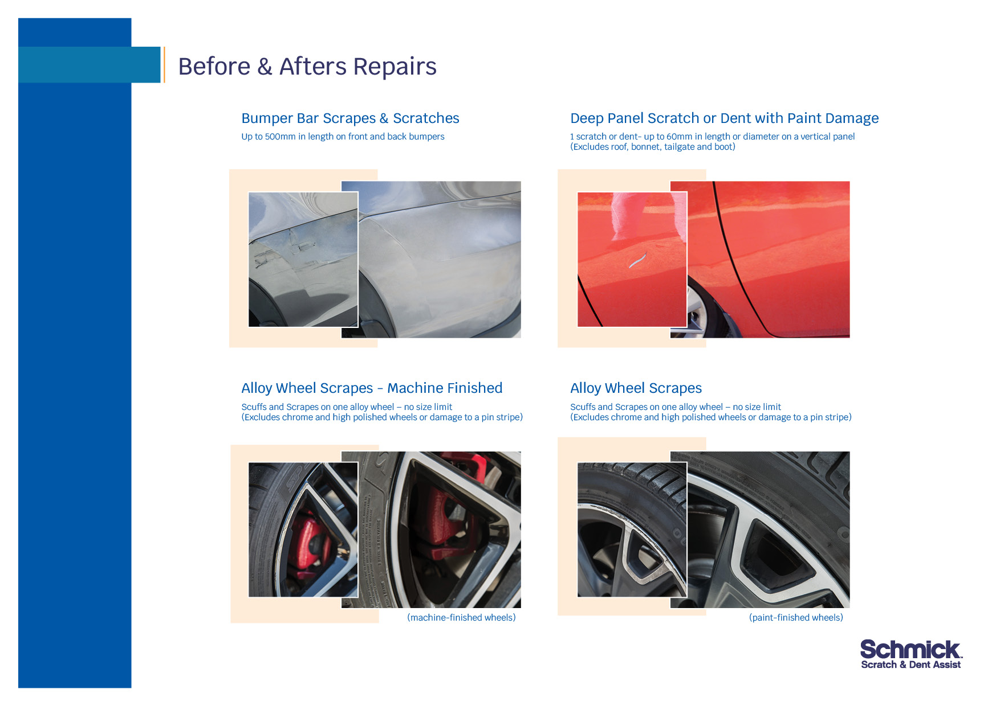 Before & Afters Repairs
Bumper Bar Scrapes & Scratches
Up to 500mm in length on front and back bumpers
Deep Panel Scratch or Dent with Paint Damage
1 scratch or dent- up to 60mm in length or diameter on a vertical panel
(Excludes roof, bonnet, tailgate and boot)
Alloy Wheel Scrapes - Machine Finished
Scuffs and Scrapes on one alloy wheel – no size limit
(Excludes chrome and high polished wheels or damage to a pin stripe)
(machine-finished wheels)
Alloy Wheel Scrapes
Scuffs and Scrapes on one alloy wheel – no size limit
(Excludes chrome and high polished wheels or damage to a pin stripe)
(paint-finished wheels)
Schmick™
Scratch & Dent Assist